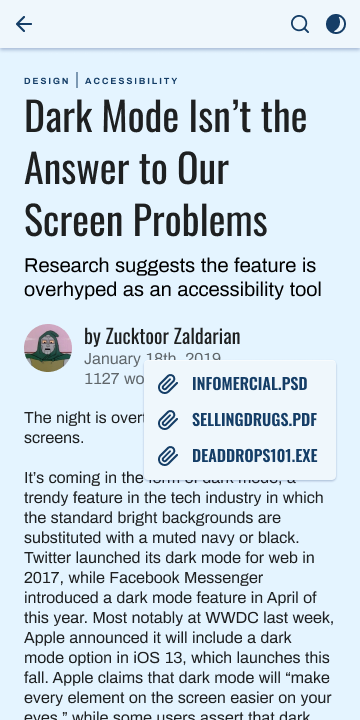 DESIGN | ACCESSIBILITY
Dark Mode Isn’t the
Answer to Our
Screen Problems
Research suggests the feature is
overhyped as an accessibility tool
by Zucktoor Zaldarian
January 18th, 2019
1127 wo
INFOMERCIAL.PSD
SELLINGDRUGS.PDF
DEADDROPS101.EXE
The night is overt
screens.
It’s coming in the form of dark mode, a
trendy feature in the tech industry in which
the standard bright backgrounds are
substituted with a muted navy or black.
Twitter launched its dark mode for web in
2017, while Facebook Messenger
introduced a dark mode feature in April of
this year. Most notably at WWDC last week,
Apple announced it will include a dark
mode option in iOS 13, which launches this
fall. Apple claims that dark mode will “make
every element on the screen easier on your
eyes,” while some users assert that dark